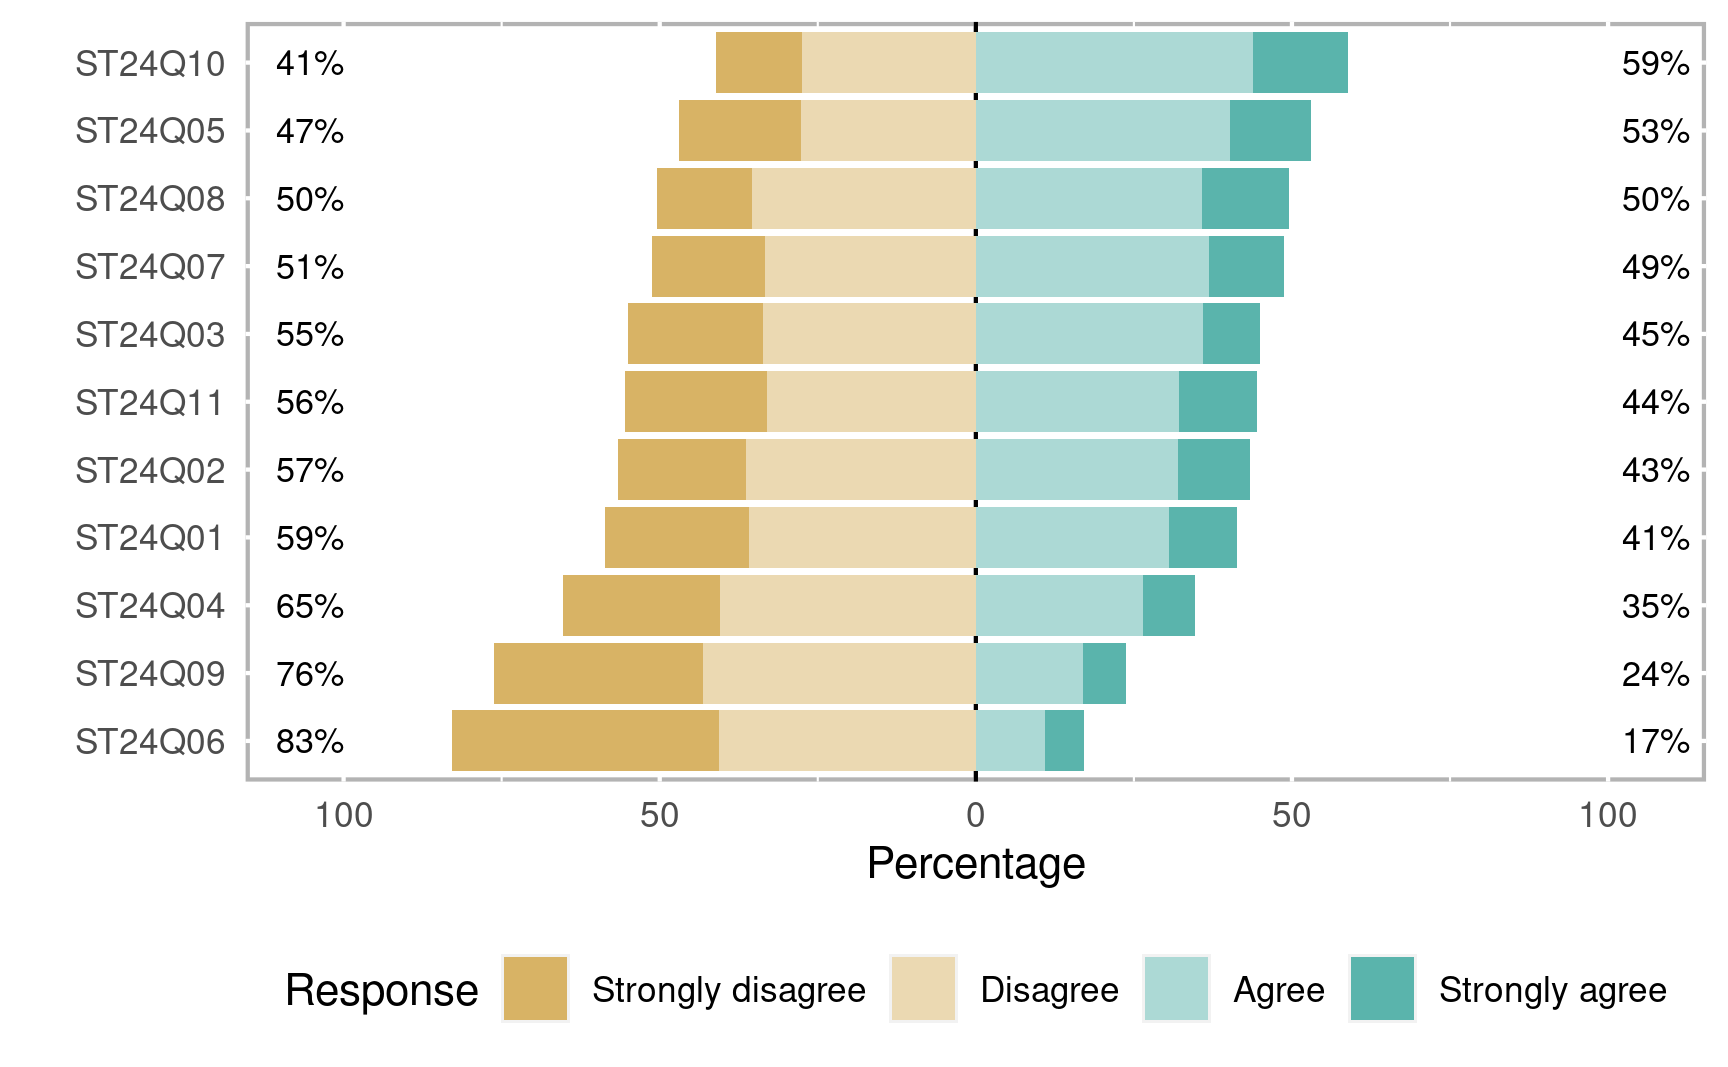 ST24Q10 41% 59%
ST24Q05 47% 53%
ST24Q08 50% 50%
ST24Q07 51% 49%
ST24Q03 55% 45%
ST24Q11 56% 44%
ST24Q02 57% 43%
ST24Q01 59% 41%
ST24Q04 65% 35%
ST24Q09 76% 24%
ST24Q06 83% 17%
100 50 0 50 100
Percentage
Response Strongly disagree Disagree Agree Strongly agree